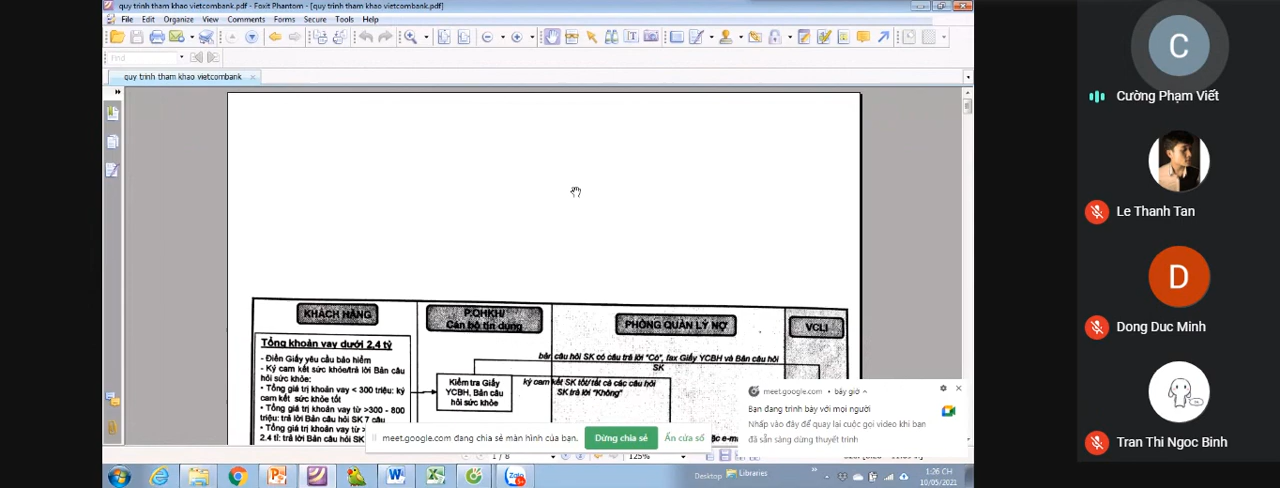 quy trinh tham khao vietcombank.pdf - Foxit Phantom - [quy trinh tham khao vietcombank.pdf]
File Edit Organize View Comments Forms Secure Tools Help
Find
quy trinh tham khao vietcombank
KHÁCH HÀNG
P.QHKH/
Cán bộ tín dụng
PHÒNG QUẢN LÝ NỢ
VCLI
Tổng khoản vay dưới 2.4 tỷ
- Điền Giấy yêu cầu bảo hiểm
- Ký cam kết sức khỏe/trả lời Bản câu
hỏi sức khỏe:
• Tổng giá trị khoản vay < 300 triệu: ký
cam kết sức khỏe tốt
• Tổng giá trị khoản vay từ >300 - 800
triệu: trả lời Bản câu hỏi SK 7 câu
• Tổng giá trị khoản vay từ >
2.4 tỉ: trả lời Bản câu hỏi SK
Kiểm tra Giấy
YCBH, Bản câu
hỏi sức khỏe
bản câu hỏi SK có câu trả lời "Có", fax Giấy YCBH và Bản câu hỏi
SK
ký cam kết SK tốt/ tất cả các câu hỏi
SK trả lời "Không"
meet.google.com • bây giờ
Bạn đang trình bày với mọi người
Nhấp vào đây để quay lại cuộc gọi video khi bạn
đã sẵn sàng dừng thuyết trình
meet.google.com đang chia sẻ màn hình của bạn.
Dừng chia sẻ
Ẩn cửa sổ
1 / 8
125%
Desktop
Libraries
Zalo
1:26 CH
10/05/2021
C
Cường Phạm Viết
Le Thanh Tan
D
Dong Duc Minh
Tran Thi Ngoc Binh